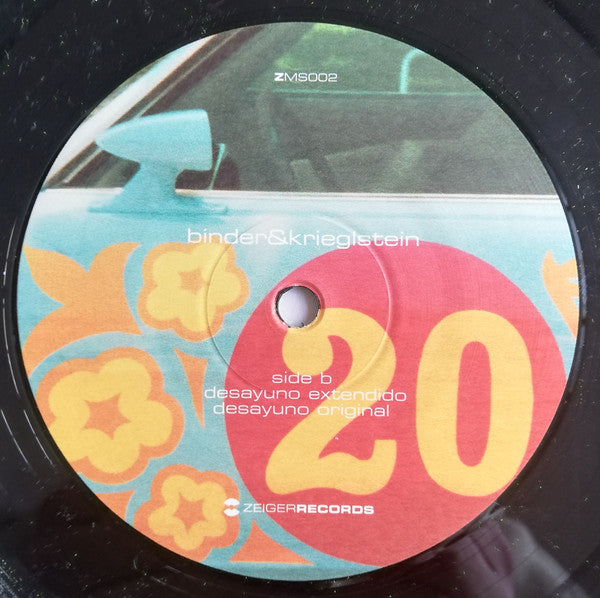 ZMS002
binder&krieglstein
20
side b
desayuno extendido
desayuno original
ZEIGERRECORDS